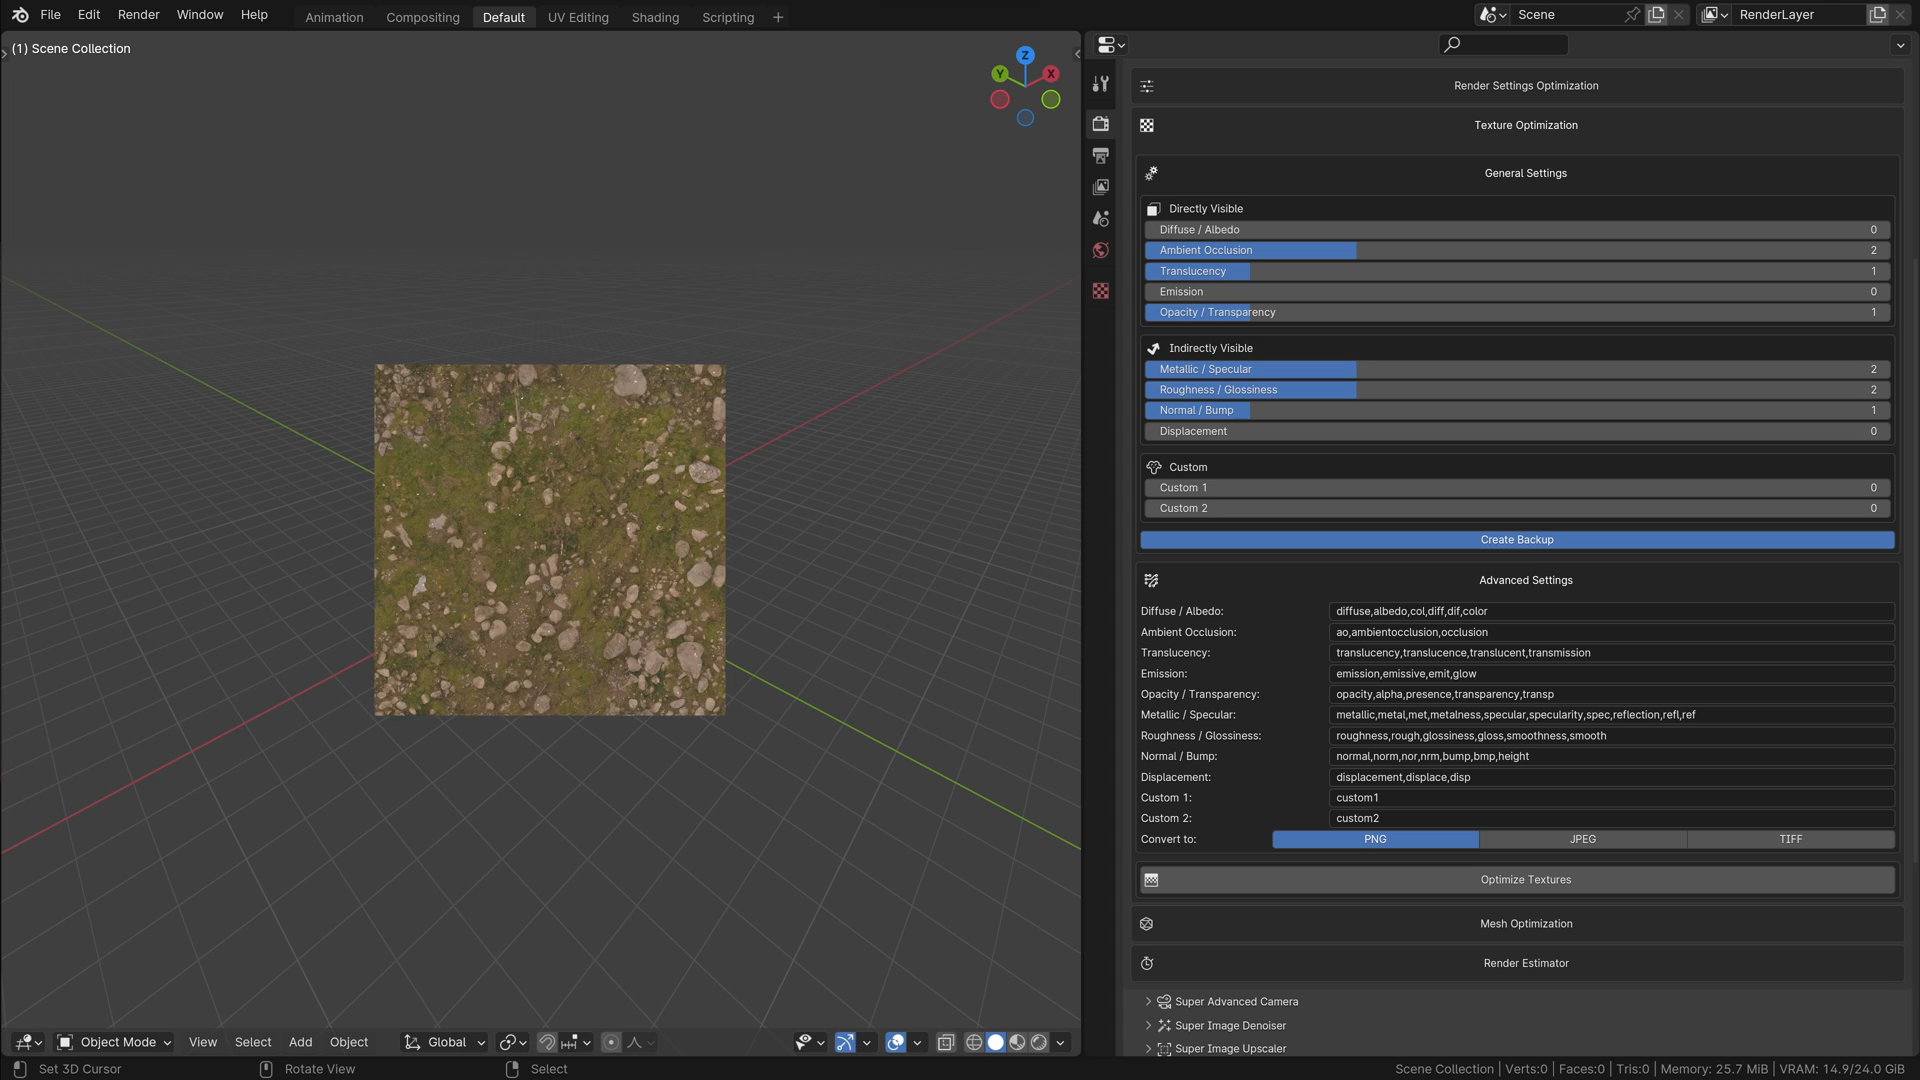 File Edit Render Window Help Animation Compositing Default UV Editing Shading Scripting + Scene RenderLayer
(1) Scene Collection
Z
Y X
Render Settings Optimization
Texture Optimization
General Settings
Directly Visible
Diffuse / Albedo 0
Ambient Occlusion 2
Translucency 1
Emission 0
Opacity / Transparency 1
Indirectly Visible
Metallic / Specular 2
Roughness / Glossiness 2
Normal / Bump 1
Displacement 0
Custom
Custom 1 0
Custom 2 0
Create Backup
Advanced Settings
Diffuse / Albedo: diffuse,albedo,col,diff,dif,color
Ambient Occlusion: ao,ambientocclusion,occlusion
Translucency: translucency,translucence,translucent,transmission
Emission: emission,emissive,emit,glow
Opacity / Transparency: opacity,alpha,presence,transparency,transp
Metallic / Specular: metallic,metal,met,metalness,specular,specularity,spec,reflection,refl,ref
Roughness / Glossiness: roughness,rough,glossiness,gloss,smoothness,smooth
Normal / Bump: normal,norm,nor,nrm,bump,bmp,height
Displacement: displacement,displace,disp
Custom 1: custom1
Custom 2: custom2
Convert to: PNG JPEG TIFF
Optimize Textures
Mesh Optimization
Render Estimator
Super Advanced Camera
Super Image Denoiser
Super Image Upscaler
Object Mode View Select Add Object Global
Set 3D Cursor Rotate View Select Scene Collection | Verts:0 | Faces:0 | Tris:0 | Memory: 25.7 MiB | VRAM: 14.9/24.0 GiB